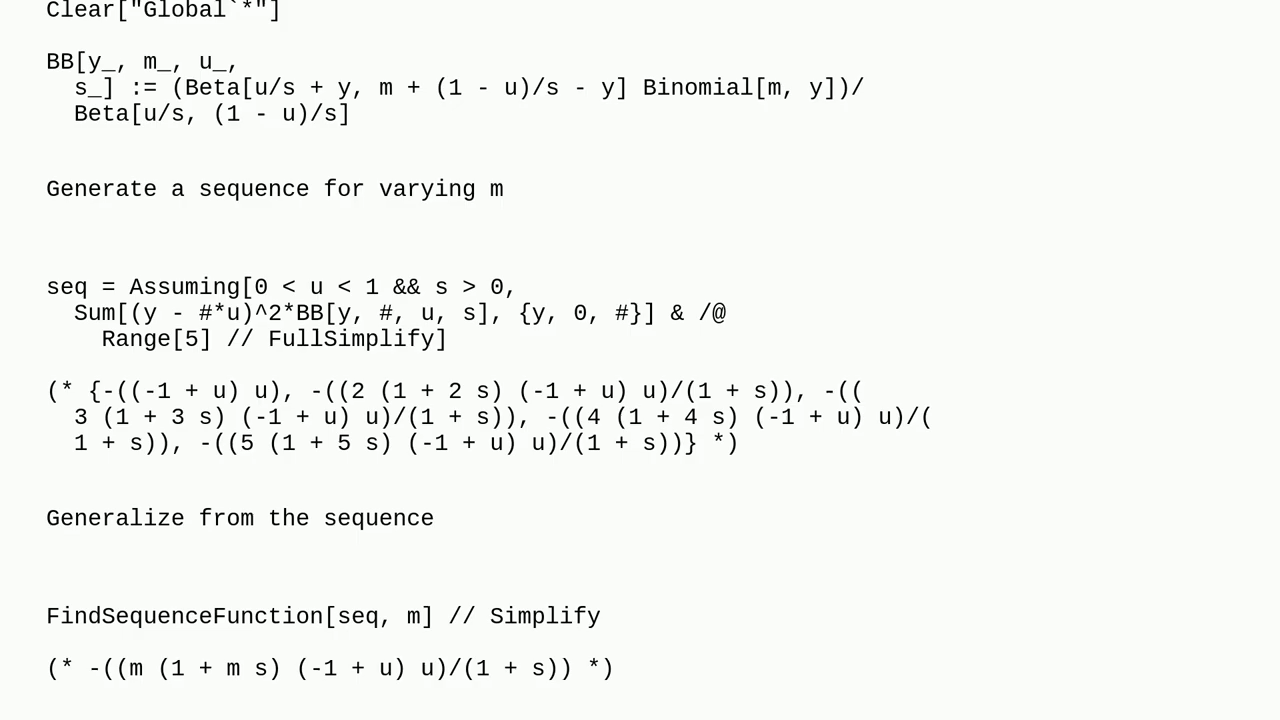 Clear["Global`*"]
BB[y_, m_, u_,
s_] := (Beta[u/s + y, m + (1 - u)/s - y] Binomial[m, y])/
Beta[u/s, (1 - u)/s]
Generate a sequence for varying m
seq = Assuming[0 < u < 1 && s > 0,
Sum[(y - #*u)^2*BB[y, #, u, s], {y, 0, #}] & /@
Range[5] // FullSimplify]
(* {-((-1 + u) u), -((2 (1 + 2 s) (-1 + u) u)/(1 + s)), -((
3 (1 + 3 s) (-1 + u) u)/(1 + s)), -((4 (1 + 4 s) (-1 + u) u)/(
1 + s)), -((5 (1 + 5 s) (-1 + u) u)/(1 + s))} *)
Generalize from the sequence
FindSequenceFunction[seq, m] // Simplify
(* -((m (1 + m s) (-1 + u) u)/(1 + s)) *)